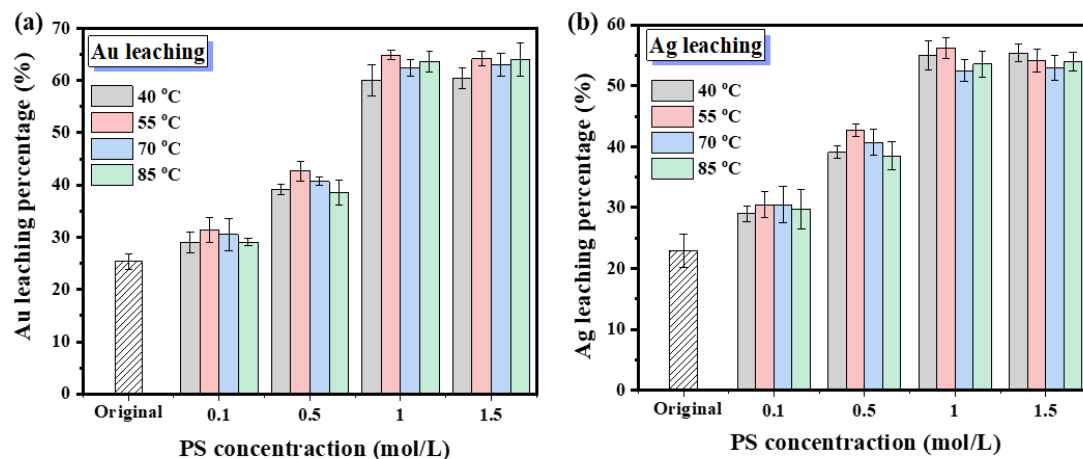 (a)
Au leaching
40 °C
55 °C
70 °C
85 °C
Au leaching percentage (%)
70
60
50
40
30
20
10
0
Original 0.1 0.5 1 1.5
PS concentraction (mol/L)
(b)
Ag leaching
40 °C
55 °C
70 °C
85 °C
Ag leaching percentage (%)
60
50
40
30
20
10
0
Original 0.1 0.5 1 1.5
PS concentraction (mol/L)